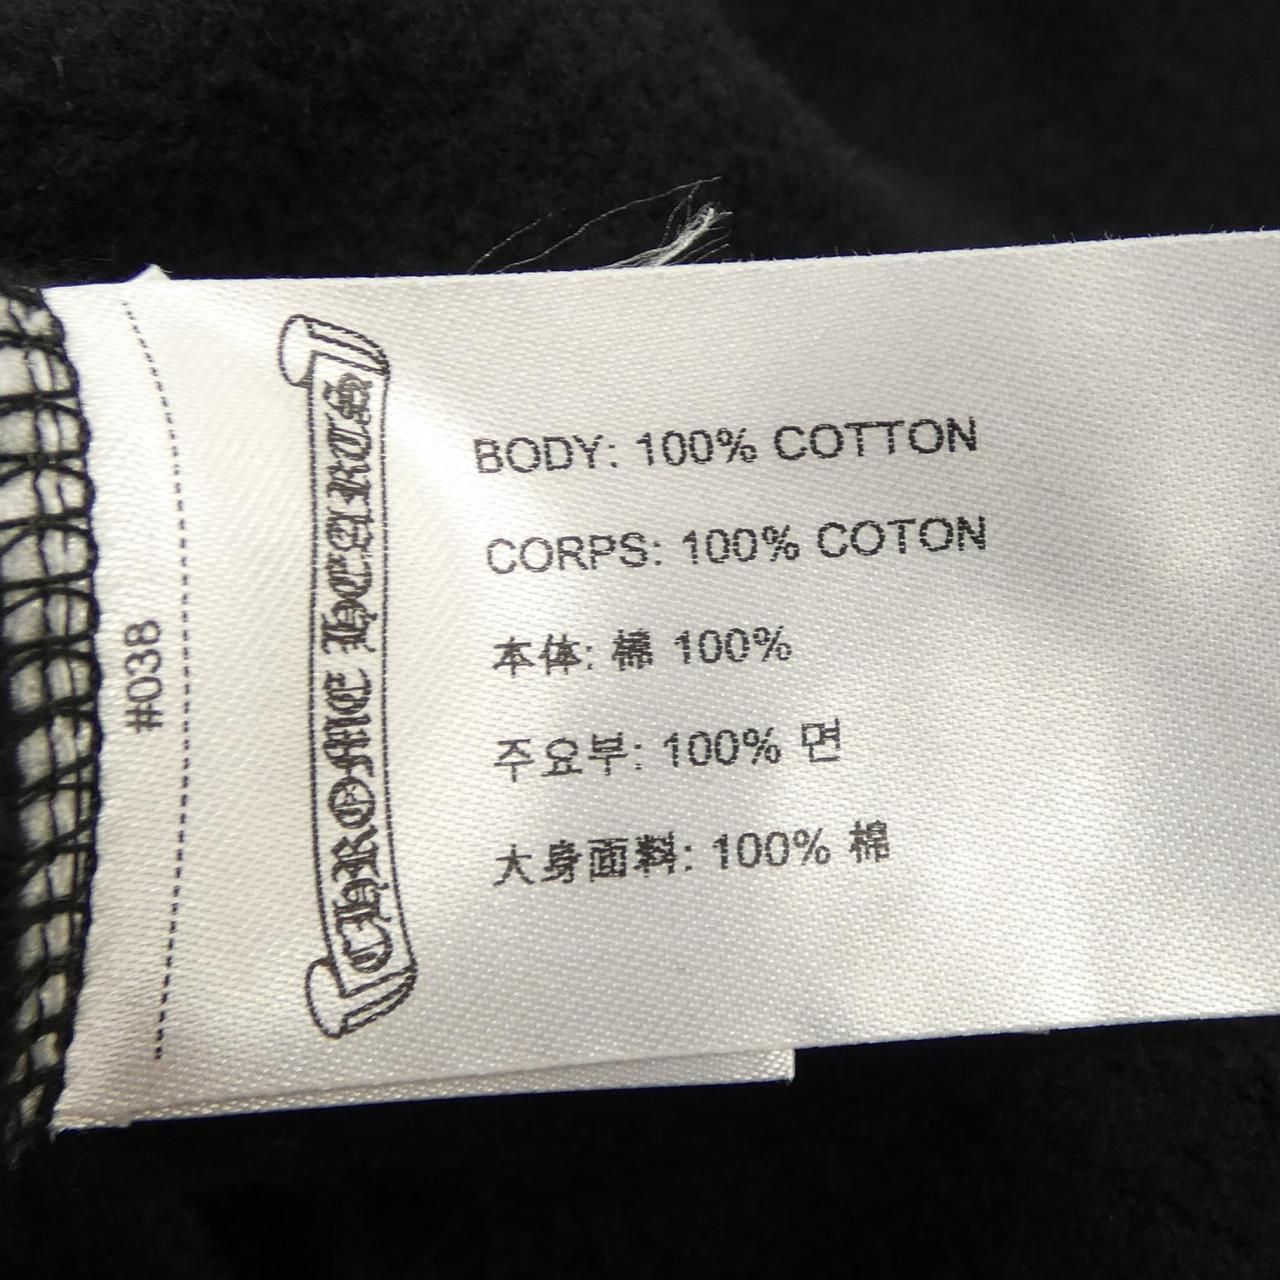 #038
CHROME HEARTS
BODY: 100% COTTON
CORPS: 100% COTON
本体: 棉 100%
주요부: 100% 면
大身面料: 100% 棉